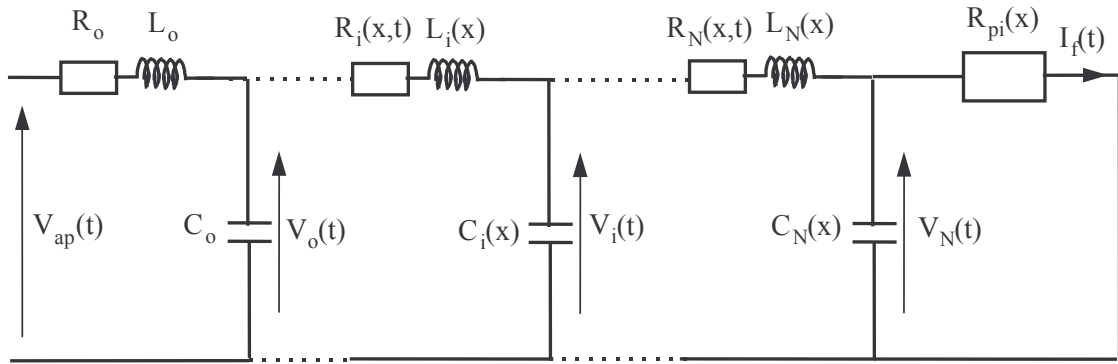 R_o L_o R_i(x,t) L_i(x) R_N(x,t) L_N(x) R_pi(x) I_f(t)
V_ap(t) C_o V_o(t) C_i(x) V_i(t) C_N(x) V_N(t)